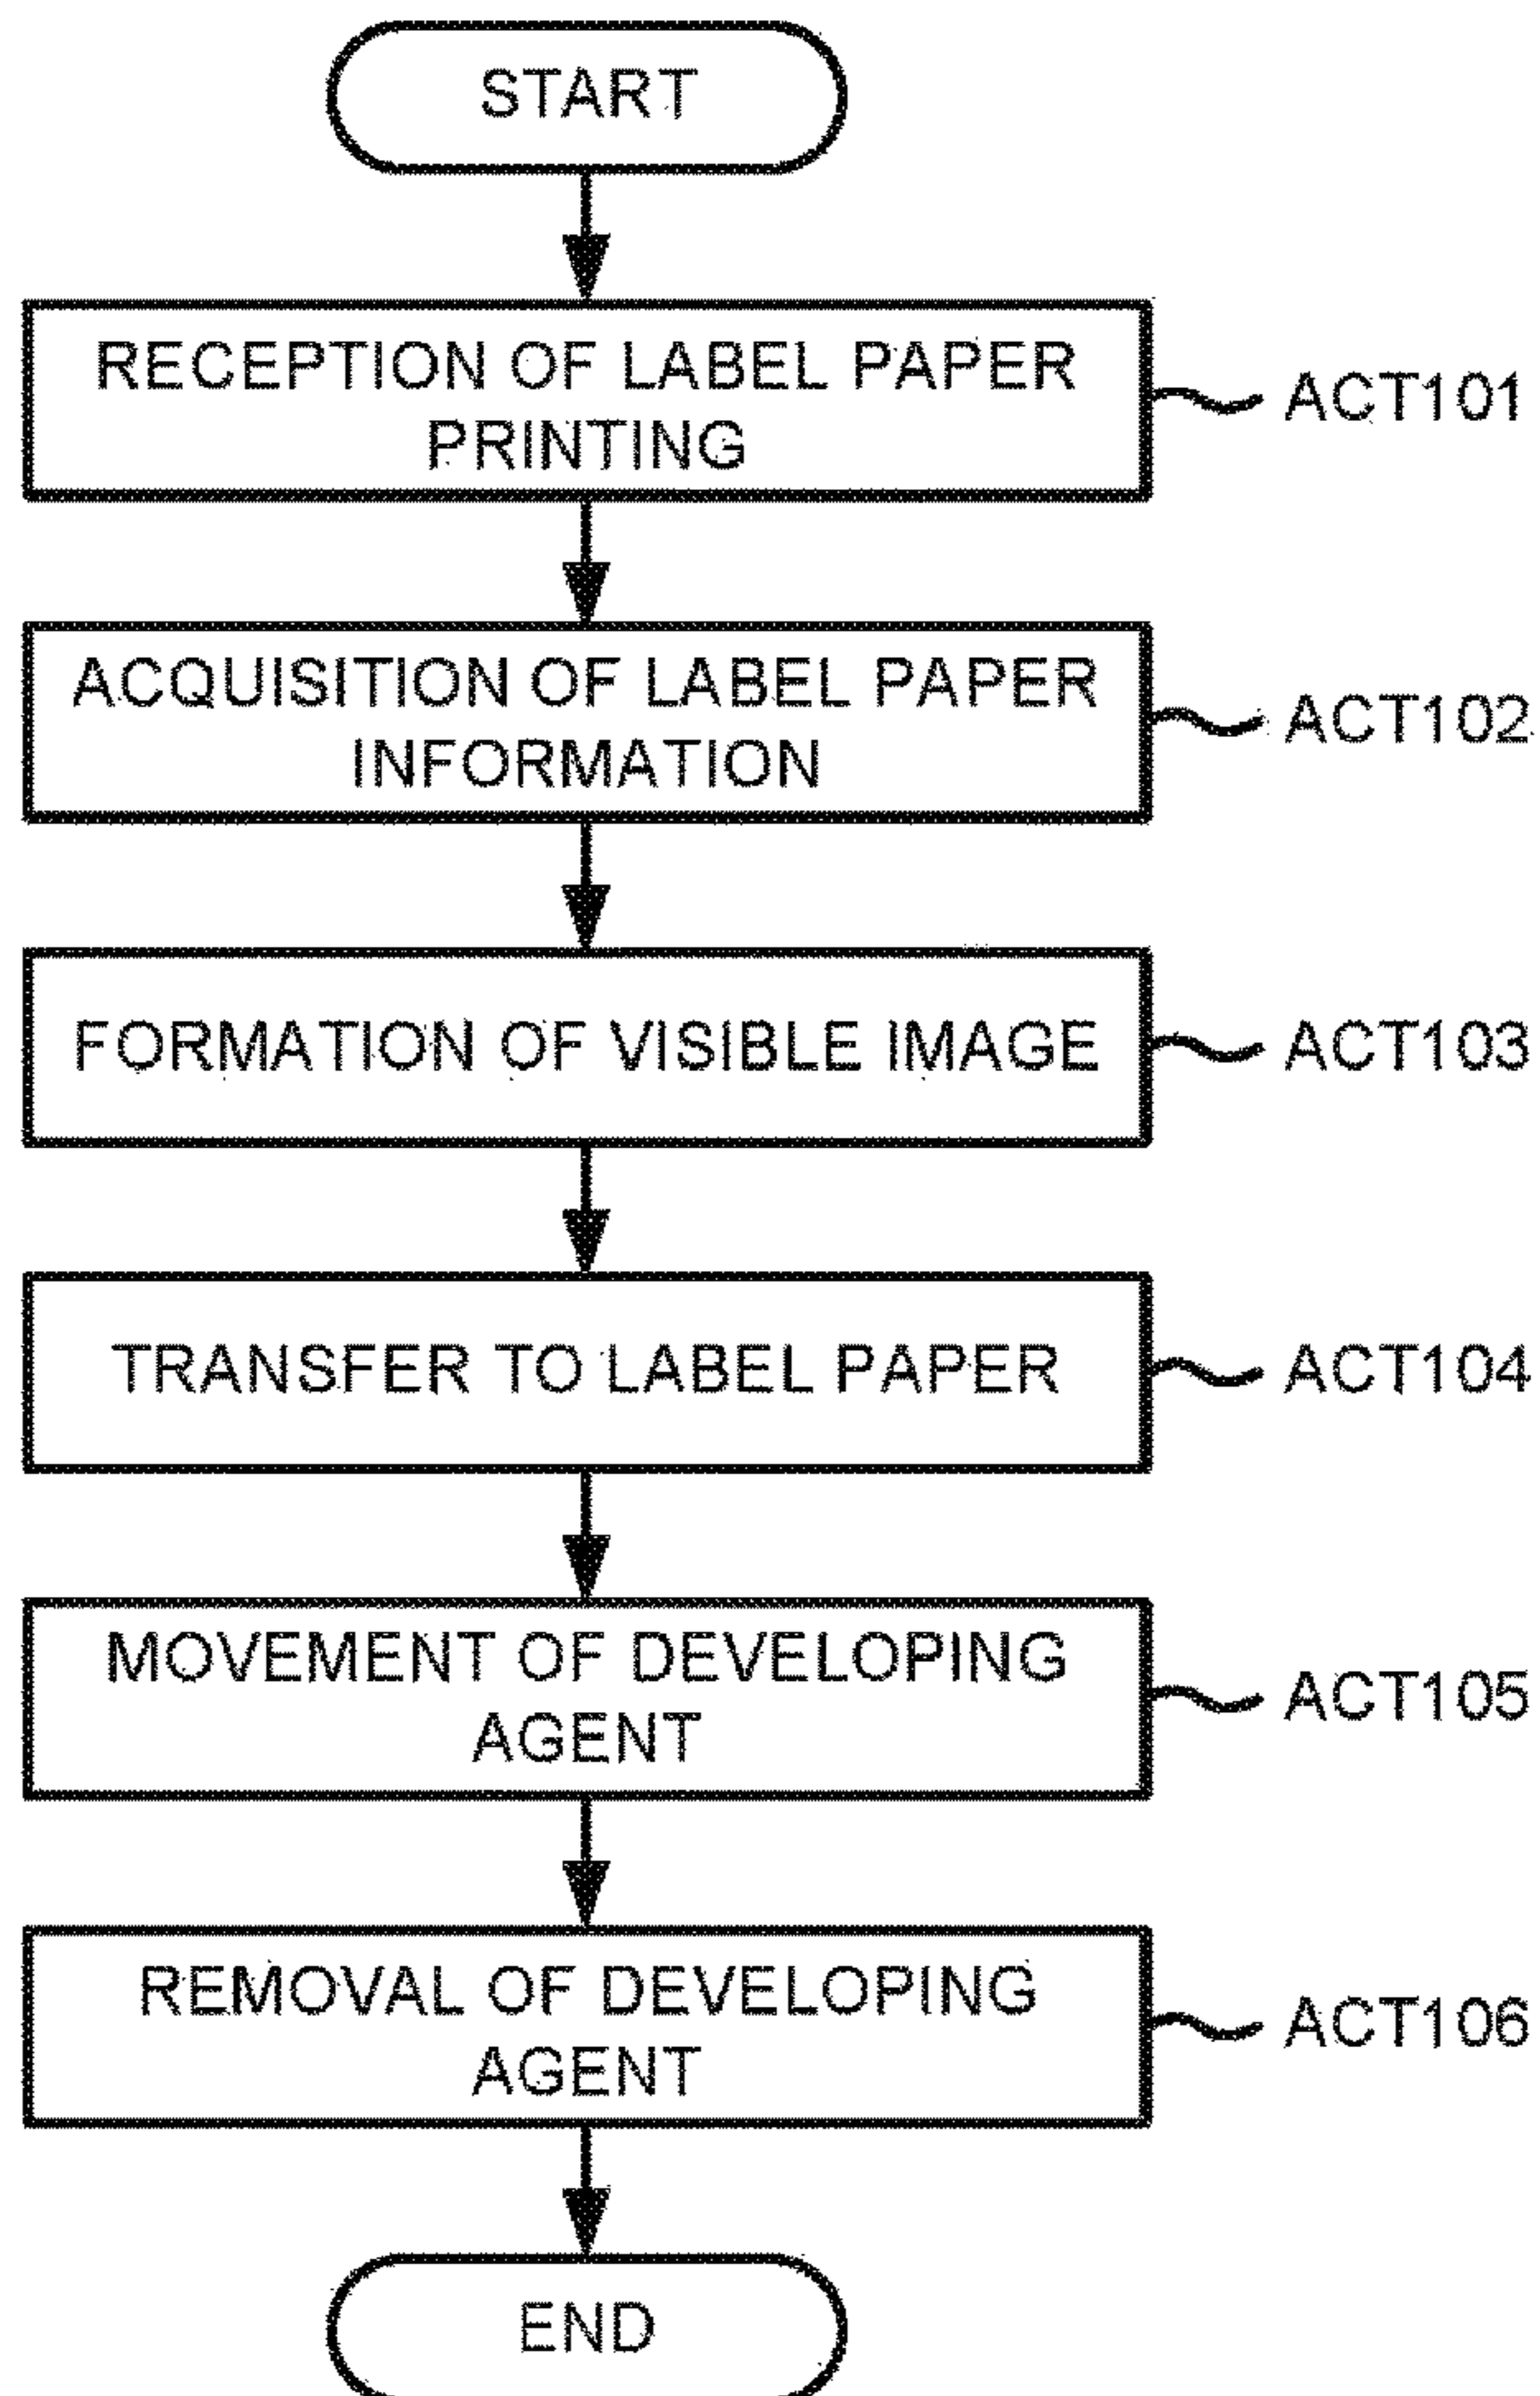 START
RECEPTION OF LABEL PAPER
PRINTING
ACT101
ACQUISITION OF LABEL PAPER
INFORMATION
ACT102
FORMATION OF VISIBLE IMAGE
ACT103
TRANSFER TO LABEL PAPER
ACT104
MOVEMENT OF DEVELOPING
AGENT
ACT105
REMOVAL OF DEVELOPING
AGENT
ACT106
END